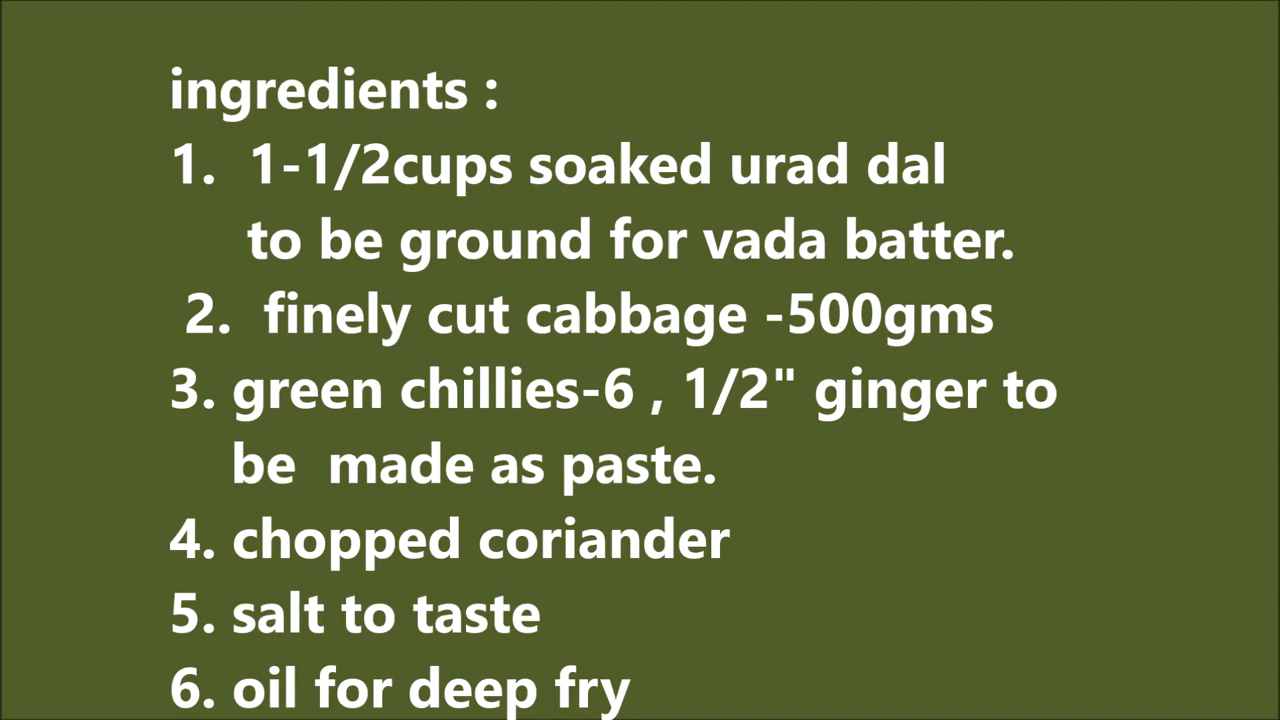 ingredients :
1.  1-1/2cups soaked urad dal
to be ground for vada batter.
2.  finely cut cabbage -500gms
3. green chillies-6 , 1/2" ginger to
be  made as paste.
4. chopped coriander
5. salt to taste
6. oil for deep fry